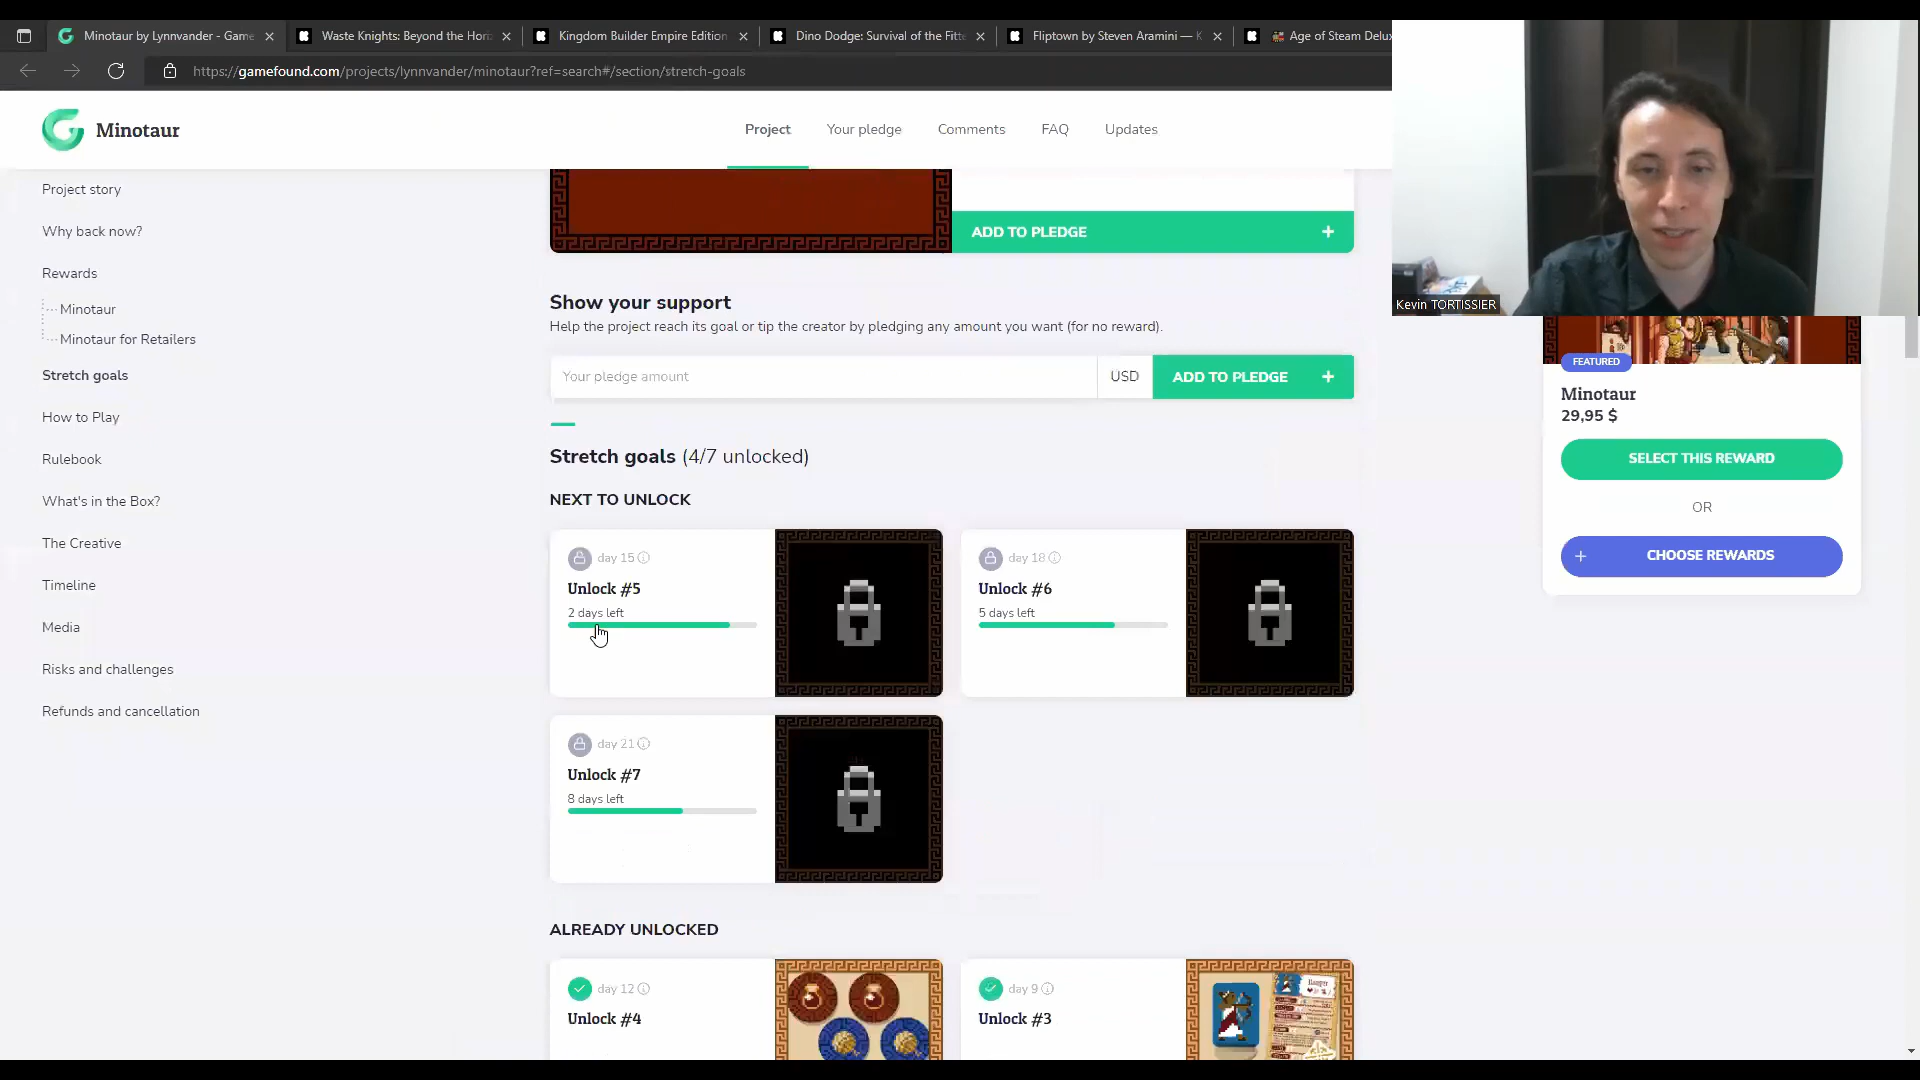 Minotaur by Lynnvander - Game
Waste Knights: Beyond the Hori
Kingdom Builder Empire Edition
Dino Dodge: Survival of the Fitte
Fliptown by Steven Aramini — K
Age of Steam Delux
https://gamefound.com/projects/lynnvander/minotaur?ref=search#/section/stretch-goals
Minotaur
Project
Your pledge
Comments
FAQ
Updates
Project story
Why back now?
Rewards
Minotaur
Minotaur for Retailers
Stretch goals
How to Play
Rulebook
What's in the Box?
The Creative
Timeline
Media
Risks and challenges
Refunds and cancellation
ADD TO PLEDGE +
Show your support
Help the project reach its goal or tip the creator by pledging any amount you want (for no reward).
Your pledge amount
USD
ADD TO PLEDGE +
Stretch goals (4/7 unlocked)
NEXT TO UNLOCK
day 15
Unlock #5
2 days left
day 18
Unlock #6
5 days left
day 21
Unlock #7
8 days left
ALREADY UNLOCKED
day 12
Unlock #4
day 9
Unlock #3
Ranger
Kevin TORTISSIER
FEATURED
Minotaur
29,95 $
SELECT THIS REWARD
OR
+ CHOOSE REWARDS